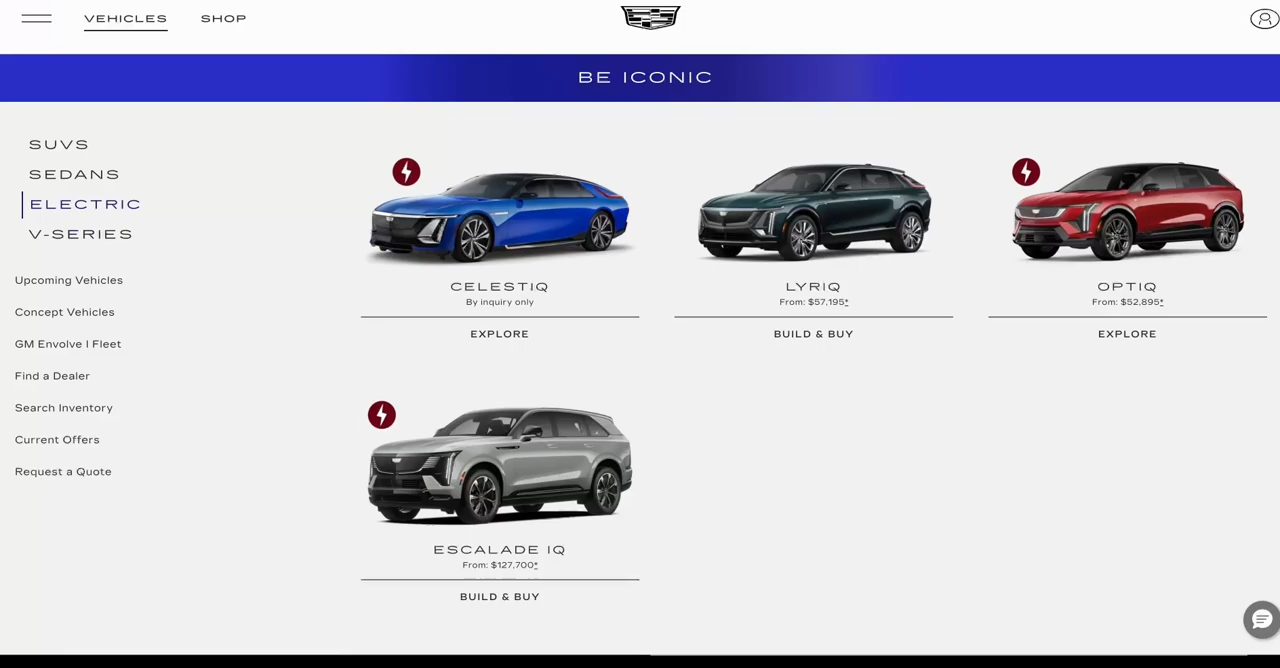 VEHICLES
SHOP
BE ICONIC
SUVS
SEDANS
ELECTRIC
V-SERIES
Upcoming Vehicles
Concept Vehicles
GM Envolve I Fleet
Find a Dealer
Search Inventory
Current Offers
Request a Quote
CELESTIQ
By inquiry only
EXPLORE
LYRIQ
From: $57,195*
BUILD & BUY
OPTIQ
From: $52,895*
EXPLORE
ESCALADE IQ
From: $127,700*
BUILD & BUY